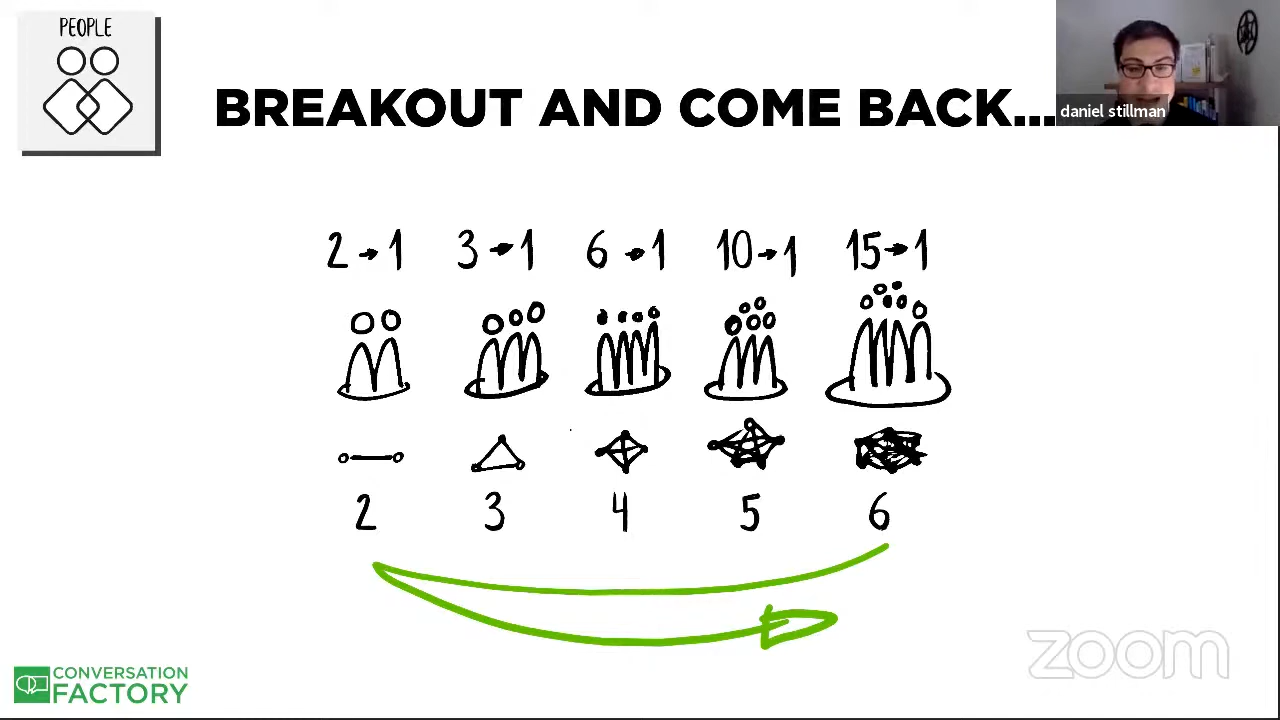 PEOPLE
BREAKOUT AND COME BACK...
daniel stillman
2→1 3→1 6→1 10→1 15→1
2 3 4 5 6
CONVERSATION
FACTORY
zoom